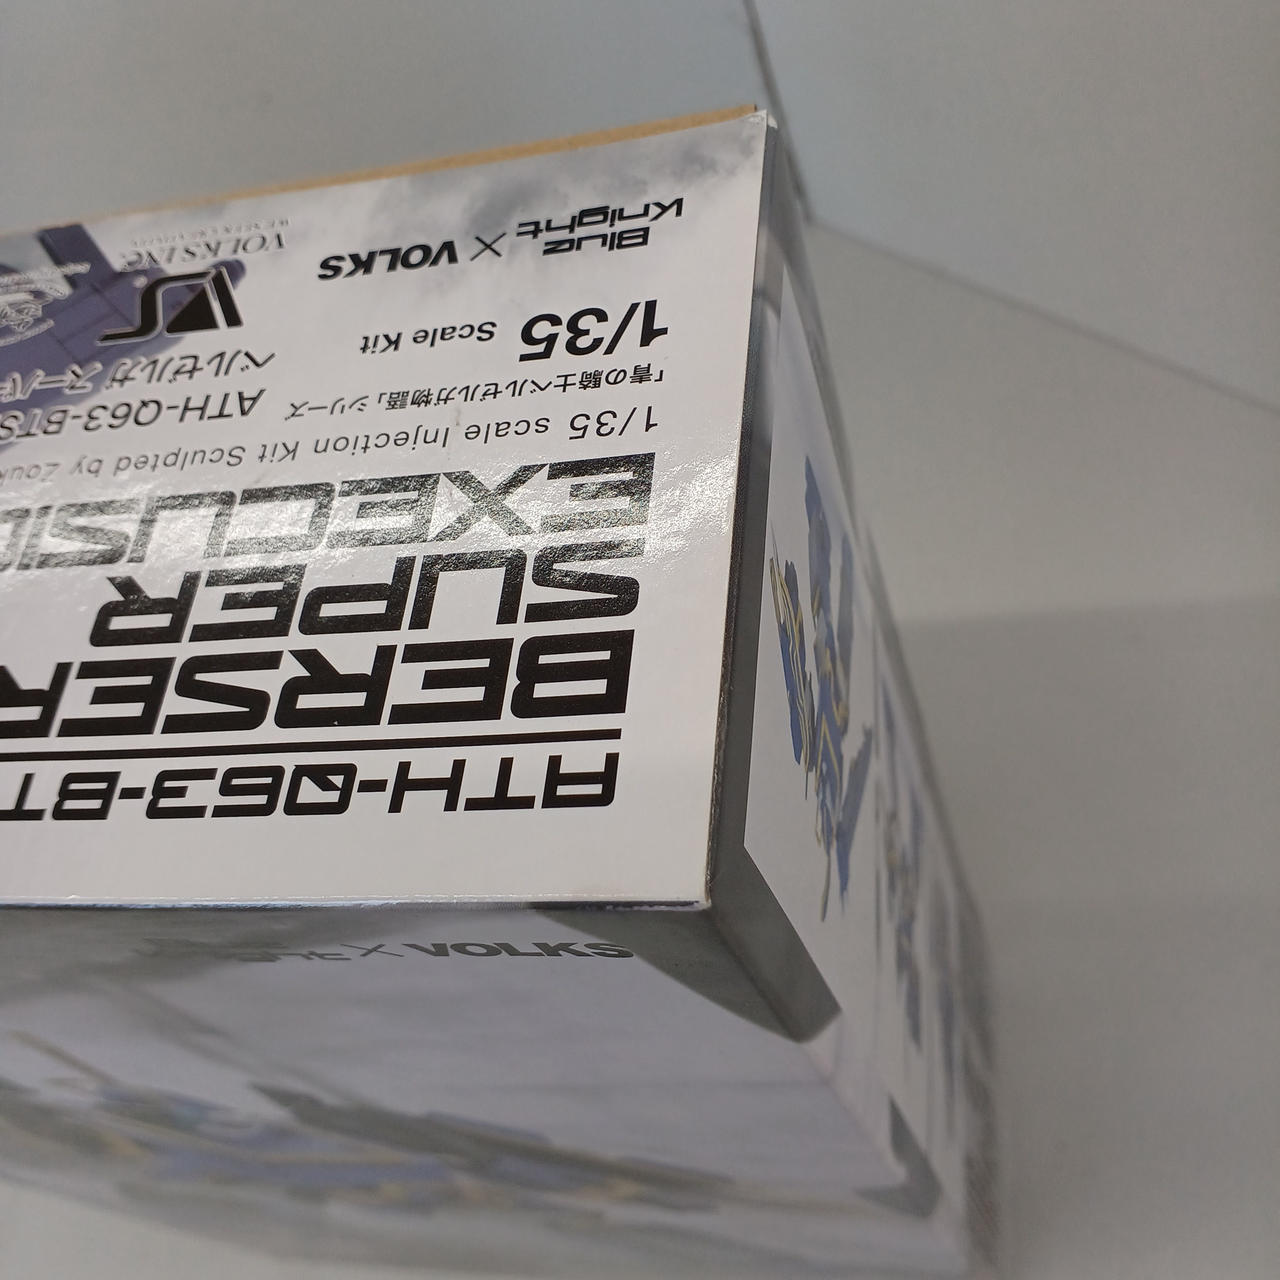 ATH-Q63-BT
BERSER
SUPER
EXECUSIO
1/35 scale Injection Kit Sculpted by Zouk
「青の騎士ベルゼルガ物語」シリーズ
ATH-Q63-BTS
ベルゼルガ スーパ
1/35 Scale Kit
VOLKS INC.
Blue Knight × VOLKS
× VOLKS